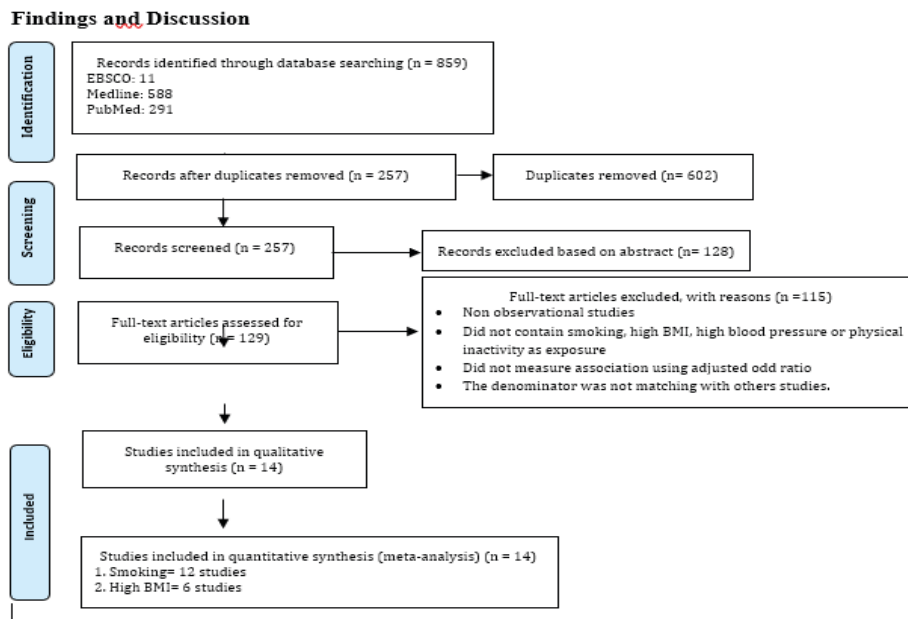 Findings and Discussion
Identification
Records identified through database searching (n = 859)
EBSCO: 11
Medline: 588
PubMed: 291
Records after duplicates removed (n = 257)
Duplicates removed (n= 602)
Screening
Records screened (n = 257)
Records excluded based on abstract (n= 128)
Eligibility
Full-text articles assessed for
eligibility (n = 129)
Full-text articles excluded, with reasons (n =115)
• Non observational studies
• Did not contain smoking, high BMI, high blood pressure or physical
inactivity as exposure
• Did not measure association using adjusted odd ratio
• The denominator was not matching with others studies.
Included
Studies included in qualitative
synthesis (n = 14)
Studies included in quantitative synthesis (meta-analysis) (n = 14)
1. Smoking= 12 studies
2. High BMI= 6 studies